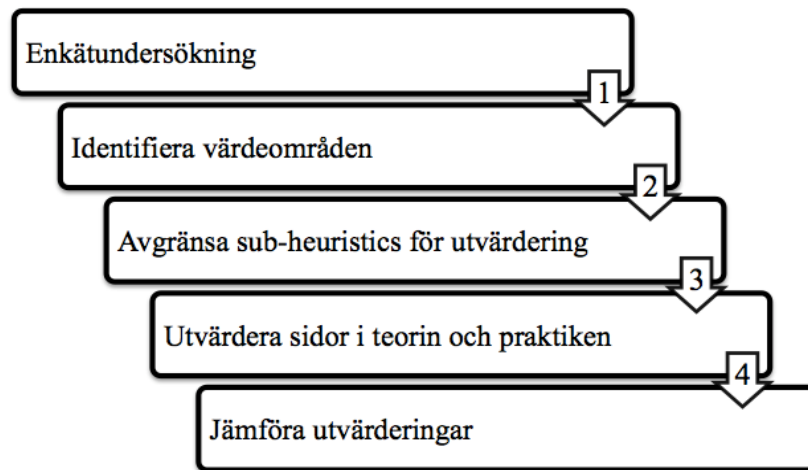 Enkätundersökning
1
Identifiera värdeområden
2
Avgränsa sub-heuristics för utvärdering
3
Utvärdera sidor i teorin och praktiken
4
Jämföra utvärderingar